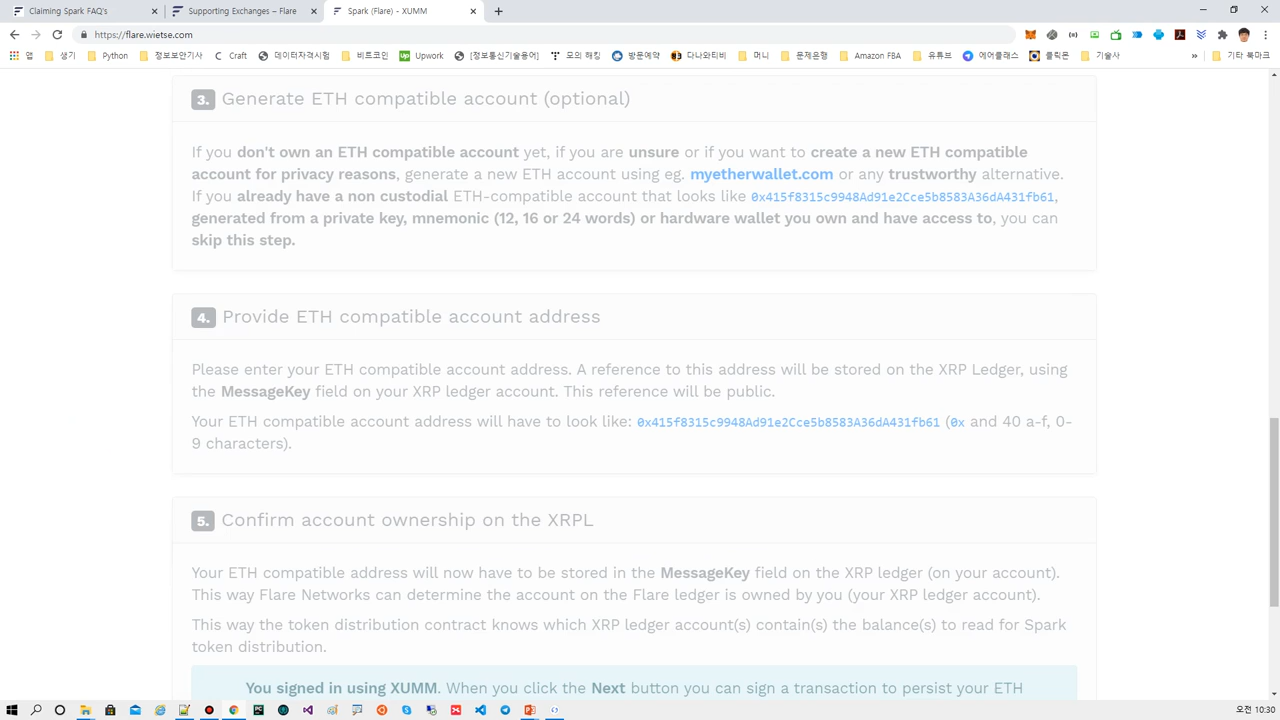 Claiming Spark FAQ's
Supporting Exchanges – Flare
Spark (Flare) - XUMM
https://flare.wietse.com
앱
생기
Python
정보보안기사
Craft
데이터자격시험
비트코인
Upwork
[정보통신기술용어]
모의 해킹
방문예약
다나와티비
머니
문제은행
Amazon FBA
유튜브
에어클래스
클릭몬
기술사
»
기타 북마크
3. Generate ETH compatible account (optional)
If you don't own an ETH compatible account yet, if you are unsure or if you want to create a new ETH compatible
account for privacy reasons, generate a new ETH account using eg. myetherwallet.com or any trustworthy alternative.
If you already have a non custodial ETH-compatible account that looks like 0x415f8315c9948Ad91e2Cce5b8583A36dA431fb61,
generated from a private key, mnemonic (12, 16 or 24 words) or hardware wallet you own and have access to, you can
skip this step.
4. Provide ETH compatible account address
Please enter your ETH compatible account address. A reference to this address will be stored on the XRP Ledger, using
the MessageKey field on your XRP ledger account. This reference will be public.
Your ETH compatible account address will have to look like: 0x415f8315c9948Ad91e2Cce5b8583A36dA431fb61 (0x and 40 a-f, 0-
9 characters).
5. Confirm account ownership on the XRPL
Your ETH compatible address will now have to be stored in the MessageKey field on the XRP ledger (on your account).
This way Flare Networks can determine the account on the Flare ledger is owned by you (your XRP ledger account).
This way the token distribution contract knows which XRP ledger account(s) contain(s) the balance(s) to read for Spark
token distribution.
You signed in using XUMM. When you click the Next button you can sign a transaction to persist your ETH
오전 10:30